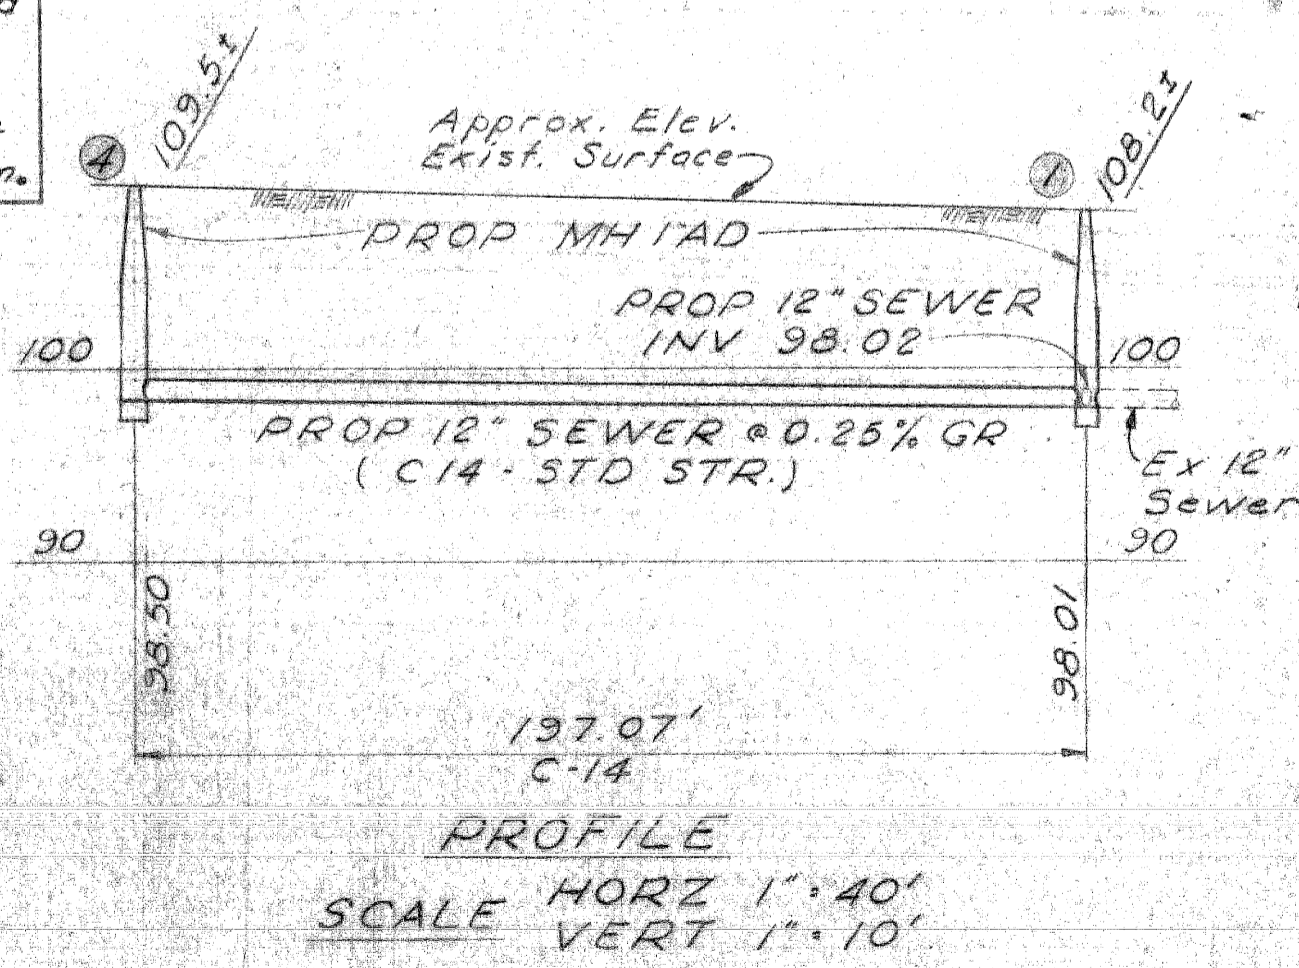 109.5±
4
Approx. Elev.
Exist. Surface
1
108.2±
PROP MH 1'AD
PROP 12" SEWER
INV 98.02
100
100
PROP 12" SEWER @ 0.25% GR
(C14 - STD STR.)
Ex 12"
Sewer
90
90
98.50
98.01
197.07'
C-14
PROFILE
SCALE HORZ 1" = 40'
VERT 1" = 10'